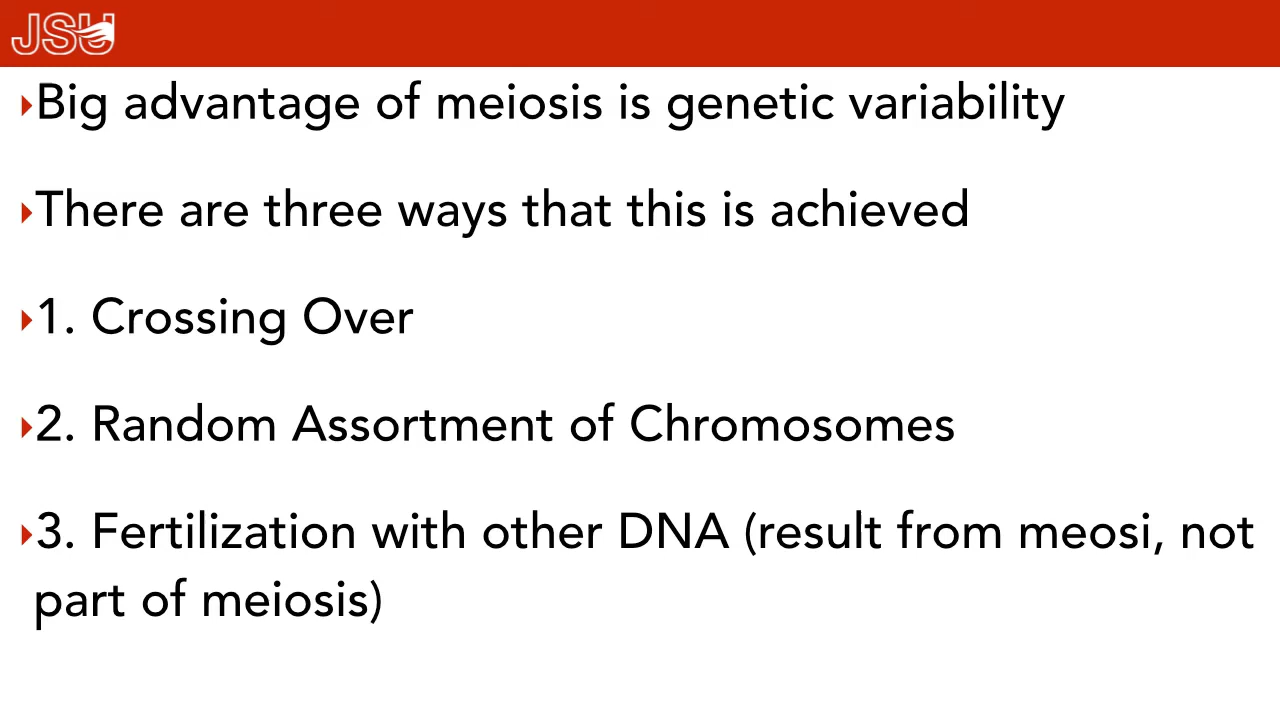 JSU
Big advantage of meiosis is genetic variability
There are three ways that this is achieved
1. Crossing Over
2. Random Assortment of Chromosomes
3. Fertilization with other DNA (result from meosi, not
part of meiosis)